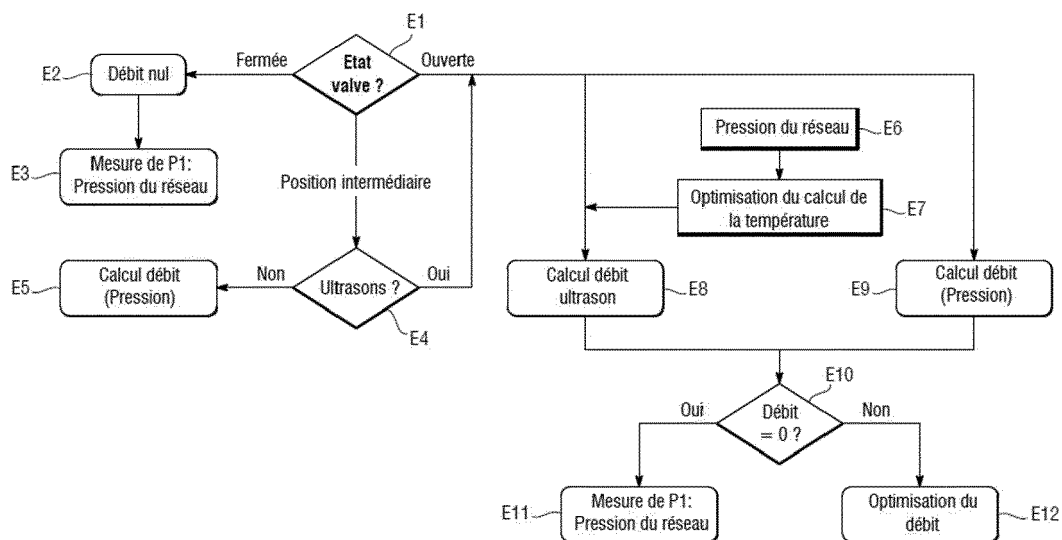 E1
Fermée
Etat
valve ?
Ouverte
E2
Débit nul
Pression du réseau
E6
E3
Mesure de P1:
Pression du réseau
Position intermédiaire
Optimisation du calcul de
la température
E7
E5
Calcul débit
(Pression)
Non
Ultrasons ?
Oui
E4
Calcul débit
ultrason
E8
E9
Calcul débit
(Pression)
E10
Oui
Débit
= 0 ?
Non
E11
Mesure de P1:
Pression du réseau
Optimisation du
débit
E12